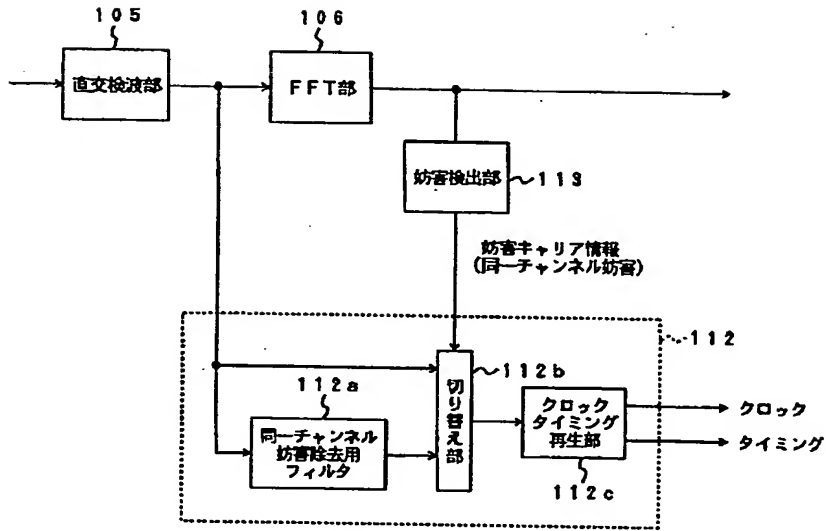 105
106
直交検波部
FFT部
妨害検出部
113
妨害キャリア情報
(同一チャンネル妨害)
112
112b
112a
切り替え部
クロック
タイミング
再生部
クロック
タイミング
同一チャンネル
妨害除去用
フィルタ
112c